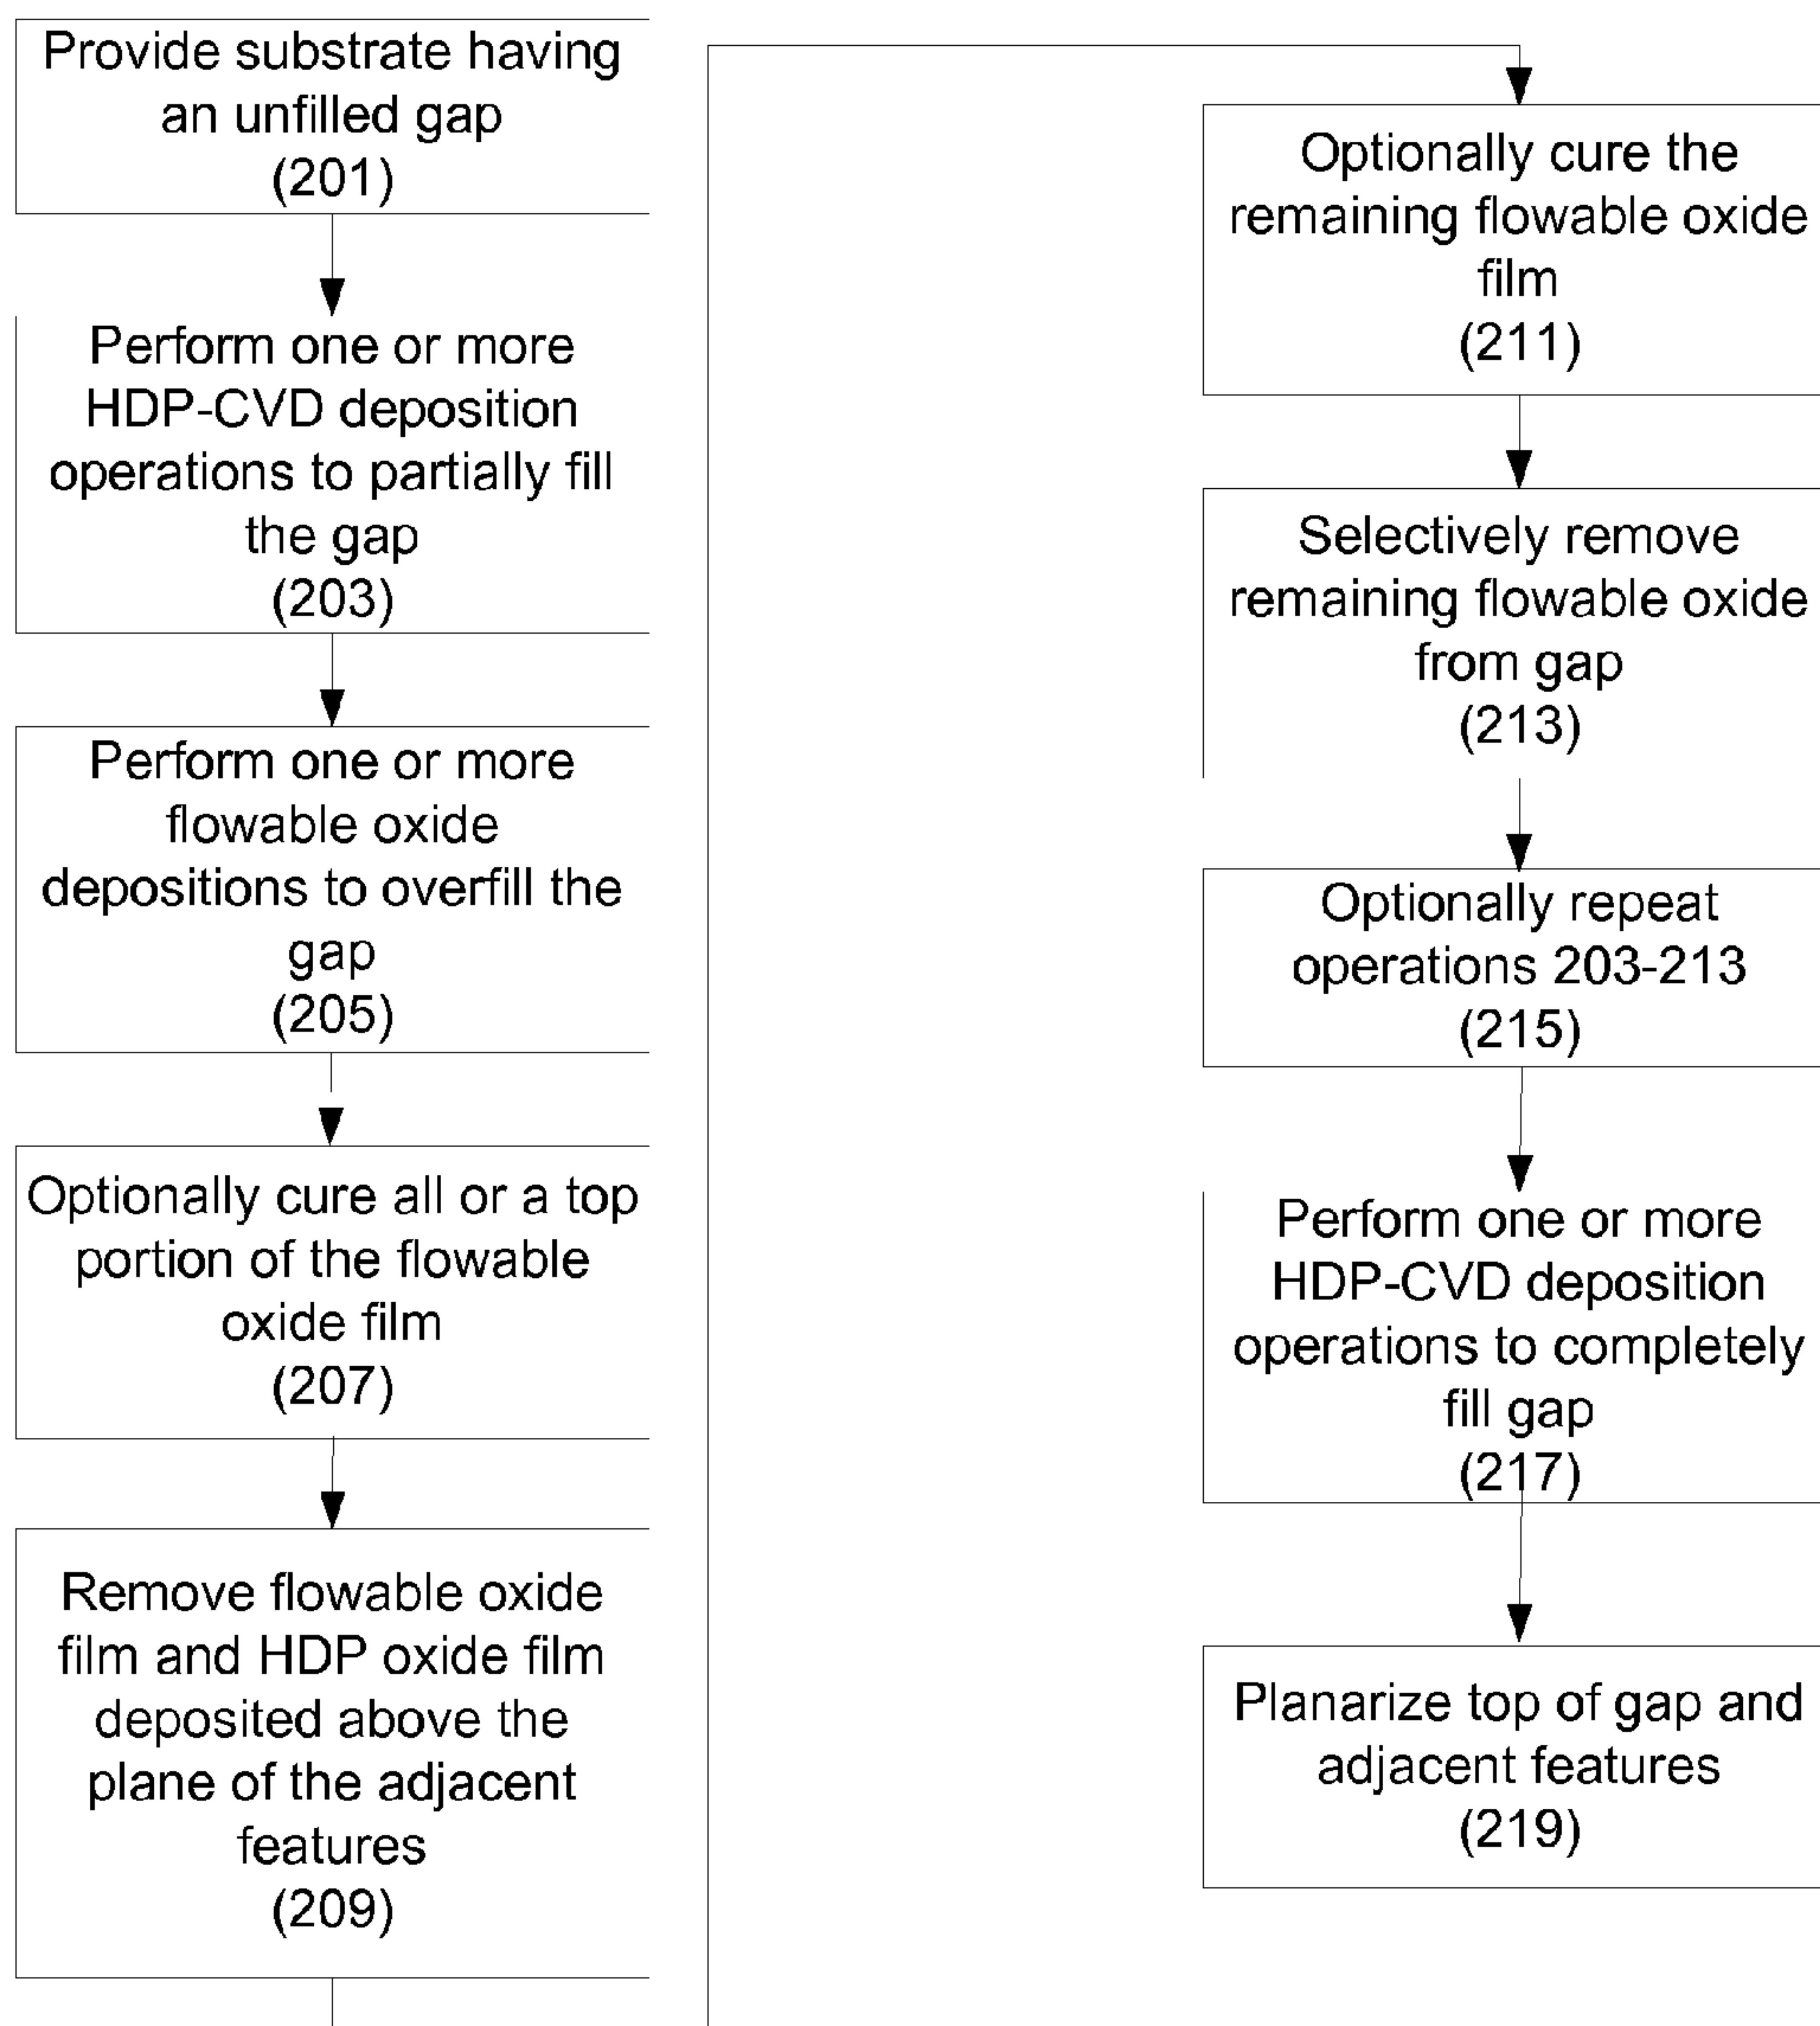 Provide substrate having
an unfilled gap
(201)
Perform one or more
HDP-CVD deposition
operations to partially fill
the gap
(203)
Perform one or more
flowable oxide
depositions to overfill the
gap
(205)
Optionally cure all or a top
portion of the flowable
oxide film
(207)
Remove flowable oxide
film and HDP oxide film
deposited above the
plane of the adjacent
features
(209)
Optionally cure the
remaining flowable oxide
film
(211)
Selectively remove
remaining flowable oxide
from gap
(213)
Optionally repeat
operations 203-213
(215)
Perform one or more
HDP-CVD deposition
operations to completely
fill gap
(217)
Planarize top of gap and
adjacent features
(219)